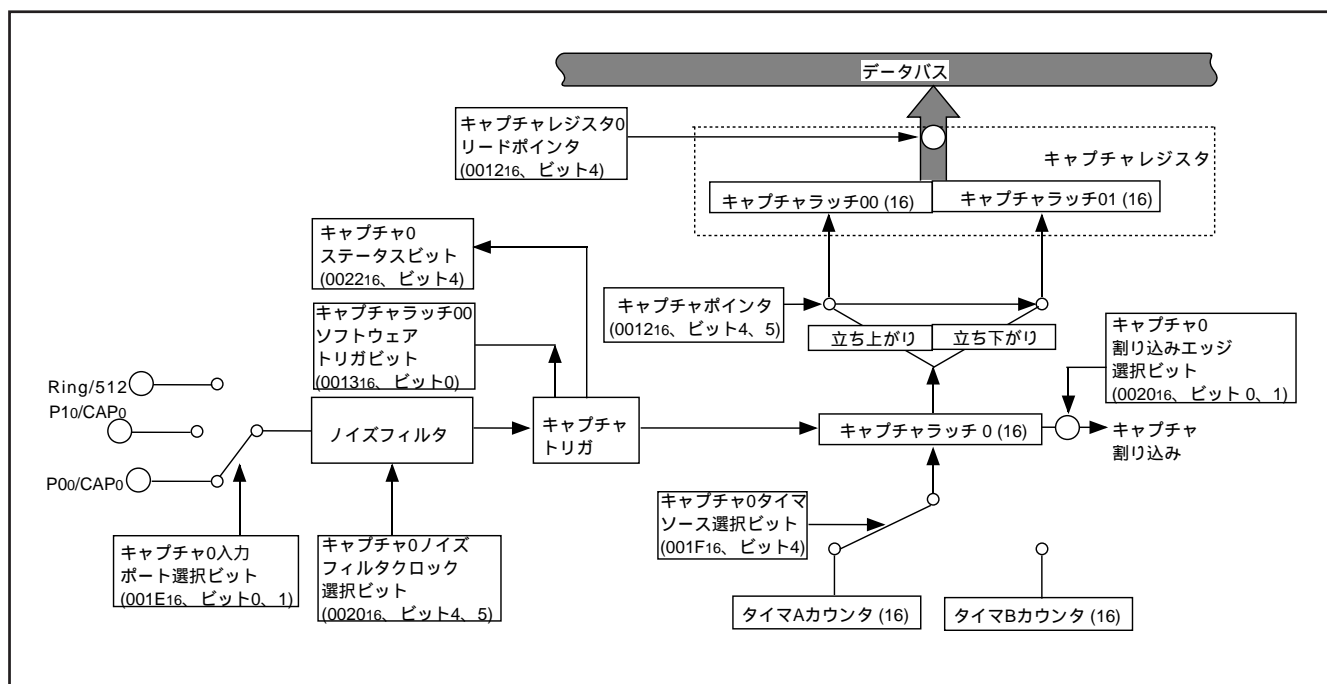 データバス
キャプチャレジスタ0
リードポインタ
(001216、ビット4)
キャプチャレジスタ
キャプチャラッチ00 (16)
キャプチャラッチ01 (16)
キャプチャ0
ステータスビット
(002216、ビット4)
キャプチャポインタ
(001216、ビット4、5)
キャプチャラッチ00
ソフトウェア
トリガビット
(001316、ビット0)
立ち上がり
立ち下がり
キャプチャ0
割り込みエッジ
選択ビット
(002016、ビット 0、1)
Ring/512
P10/CAP0
P00/CAP0
ノイズフィルタ
キャプチャ
トリガ
キャプチャラッチ 0 (16)
キャプチャ
割り込み
キャプチャ0タイマ
ソース選択ビット
(001F16、ビット4)
キャプチャ0入力
ポート選択ビット
(001E16、ビット0、1)
キャプチャ0ノイズ
フィルタクロック
選択ビット
(002016、ビット4、5)
タイマAカウンタ (16)
タイマBカウンタ (16)